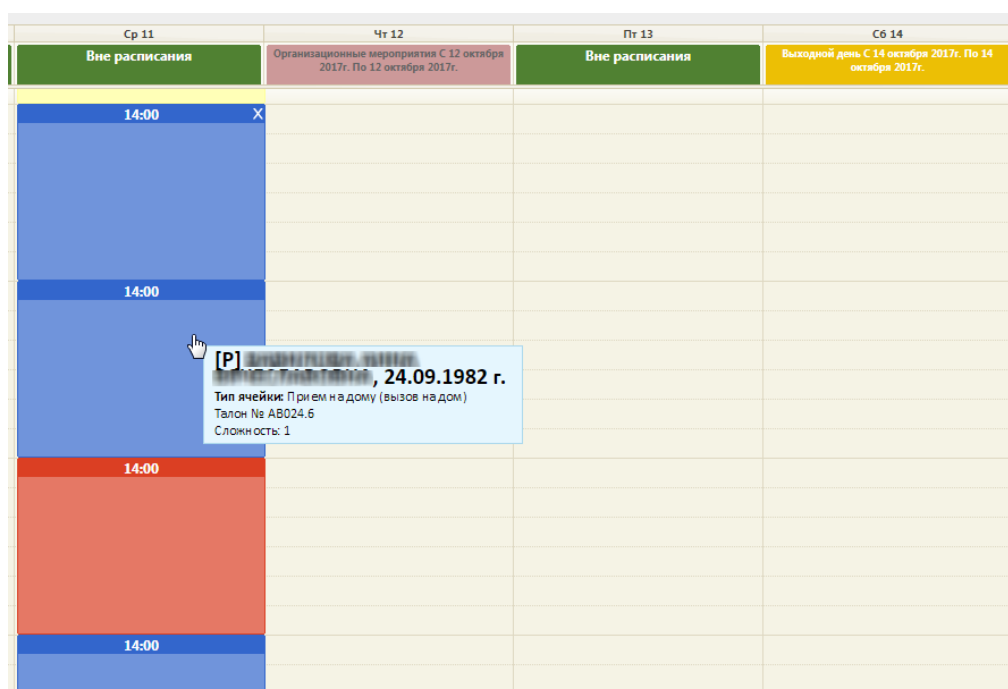 Ср 11
Чт 12
Пт 13
Сб 14
Вне расписания
Организационные мероприятия С 12 октября
2017г. По 12 октября 2017г.
Вне расписания
Выходной день С 14 октября 2017г. По 14
октября 2017г.
14:00 X
14:00
[P]
, 24.09.1982 г.
Тип ячейки: Прием на дому (вызов на дом)
Талон № АВ024.6
Сложность: 1
14:00
14:00